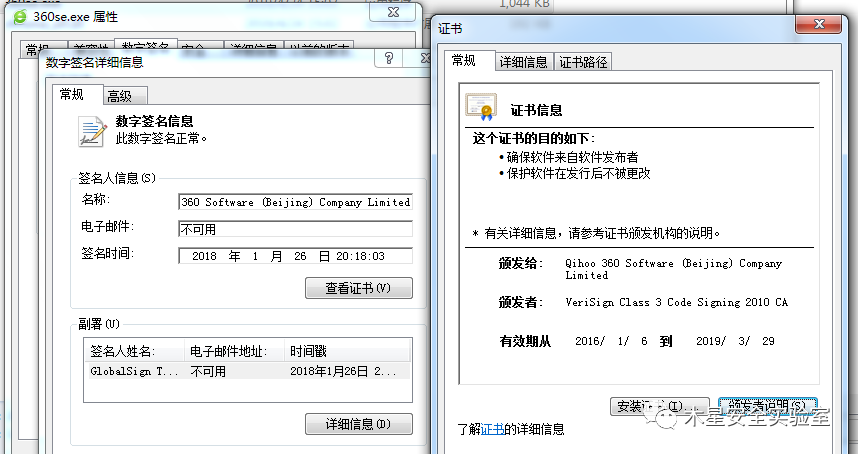 1,044 KB
360se.exe 属性
常规
数字签名
安全
详细信息
以前的版本
数字签名详细信息
常规
高级
数字签名信息
此数字签名正常。
签名人信息(S)
名称:
360 Software (Beijing) Company Limited
电子邮件:
不可用
签名时间:
2018 年 1 月 26 日 20:18:03
查看证书(V)
副署(U)
签名人姓名: 电子邮件地址: 时间戳
GlobalSign T... 不可用 2018年1月26日 2...
详细信息(D)
证书
常规 详细信息 证书路径
证书信息
这个证书的目的如下:
•确保软件来自软件发布者
•保护软件在发行后不被更改
* 有关详细信息，请参考证书颁发机构的说明。
颁发给: Qihoo 360 Software (Beijing) Company
Limited
颁发者: VeriSign Class 3 Code Signing 2010 CA
有效期从 2016/ 1/ 6 到 2019/ 3/ 29
安装证书(I)...
颁发者说明(S)
了解证书的详细信息
木星安全实验室